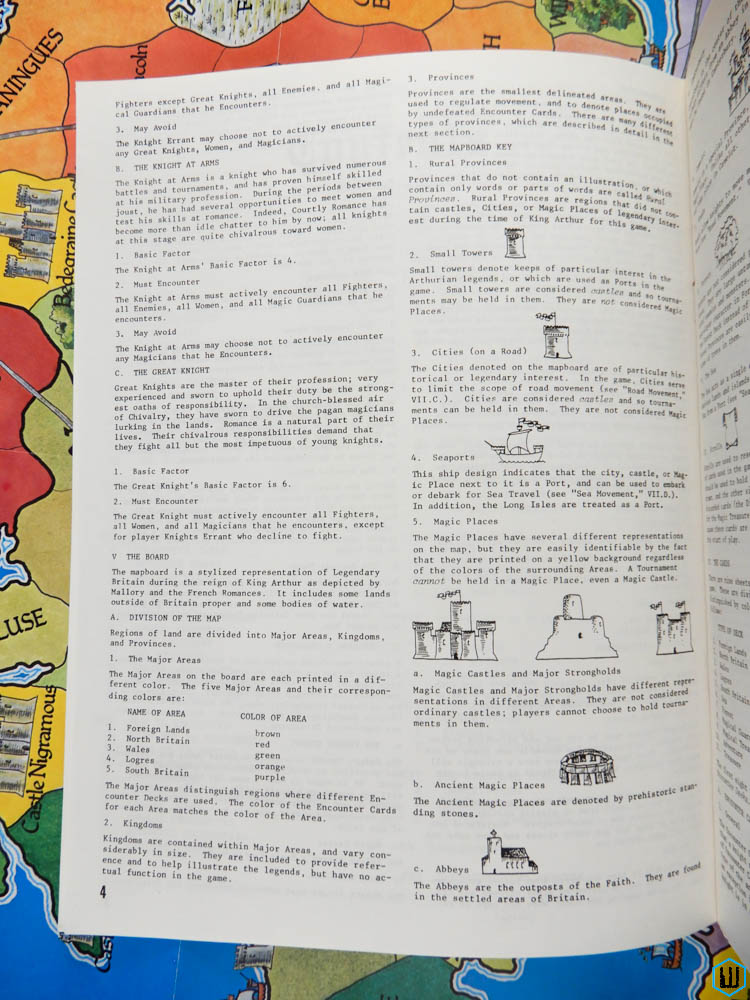 Fighters except Great Knights, all Enemies, and all Magi-
cal Guardians that he Encounters.
3. May Avoid
The Knight Errant may choose not to actively encounter
any Great Knights, Women, and Magicians.
B. THE KNIGHT AT ARMS
The Knight at Arms is a knight who has survived numerous
battles and tournaments, and has proven himself skilled
at his military profession. During the periods between
joust, he has had several opportunities to meet women and
test his skills at romance. Indeed, Courtly Romance has
become more than idle chatter to him by now; all knights
at this stage are quite chivalrous toward women.
1. Basic Factor
The Knight at Arms' Basic Factor is 4.
2. Must Encounter
The Knight at Arms must actively encounter all Fighters,
all Enemies, all Women, and all Magic Guardians that he
encounters.
3. May Avoid
The Knight at Arms may choose not to actively encounter
any Magicians that he Encounters.
C. THE GREAT KNIGHT
Great Knights are the master of their profession; very
experienced and sworn to uphold their duty be the strong-
est oaths of responsibility. In the church-blessed air
of Chivalry, they have sworn to drive the pagan magicians
lurking in the lands. Romance is a natural part of their
lives. Their chivalrous responsibilities demand that
they fight all but the most impetuous of young knights.
1. Basic Factor
The Great Knight's Basic Factor is 6.
2. Must Encounter
The Great Knight must actively encounter all Fighters,
all Women, and all Magicians that he encounters, except
for player Knights Errant who decline to fight.
V THE BOARD
The mapboard is a stylized representation of Legendary
Britain during the reign of King Arthur as depicted by
Mallory and the French Romances. It includes some lands
outside of Britain proper and some bodies of water.
A. DIVISION OF THE MAP
Regions of land are divided into Major Areas, Kingdoms,
and Provinces.
1. The Major Areas
The Major Areas on the board are each printed in a dif-
ferent color. The five Major Areas and their correspon-
ding colors are:
NAME OF AREA COLOR OF AREA
1. Foreign Lands brown
2. North Britain red
3. Wales green
4. Logres orange
5. South Britain purple
The Major Areas distinguish regions where different En-
counter Decks are used. The color of the Encounter Cards
for each Area matches the color of the Area.
2. Kingdoms
Kingdoms are contained within Major Areas, and vary con-
siderably in size. They are included to provide refer-
ence and to help illustrate the legends, but have no ac-
tual function in the game.
4
3. Provinces
Provinces are the smallest delineated areas. They are
used to regulate movement, and to denote places occupied
by undefeated Encounter Cards. There are many different
types of provinces, which are described in detail in the
next section.
B. THE MAPBOARD KEY
1. Rural Provinces
Provinces that do not contain an illustration, or which
contain only words or parts of words are called Rural
Provinces. Rural Provinces are regions that did not con-
tain castles, Cities, or Magic Places of legendary inter-
est during the time of King Arthur for this game.
2. Small Towers
Small towers denote keeps of particular interst in the
Arthurian legends, or which are used as Ports in the
game. Small towers are considered castles and so tourna-
ments may be held in them. They are not considered Magic
Places.
3. Cities (on a Road)
The Cities denoted on the mapboard are of particular his-
torical or legendary interest. In the game, Cities serve
to limit the scope of road movement (see "Road Movement,"
VII.C.). Cities are considered castles and so tourna-
ments can be held in them. They are not considered Magic
Places.
4. Seaports
This ship design indicates that the city, castle, or Mag-
ic Place next to it is a Port, and can be used to embark
or debark for Sea Travel (see "Sea Movement," VII.D.).
In addition, the Long Isles are treated as a Port.
5. Magic Places
The Magic Places have several different representations
on the map, but they are easily identifiable by the fact
that they are printed on a yellow background regardless
of the colors of the surrounding Areas. A Tournament
cannot be held in a Magic Place, even a Magic Castle.
a. Magic Castles and Major Strongholds
Magic Castles and Major Strongholds have different repre-
sentations in different Areas. They are not considered
ordinary castles; players cannot choose to hold tourna-
ments in them.
b. Ancient Magic Places
The Ancient Magic Places are denoted by prehistoric stan-
ding stones.
c. Abbeys
The Abbeys are the outposts of the Faith. They are found
in the settled areas of Britain.
ANINGUES
Lincoln
Bedegraine Castle
LUSE
Castle Nigramous
H
W